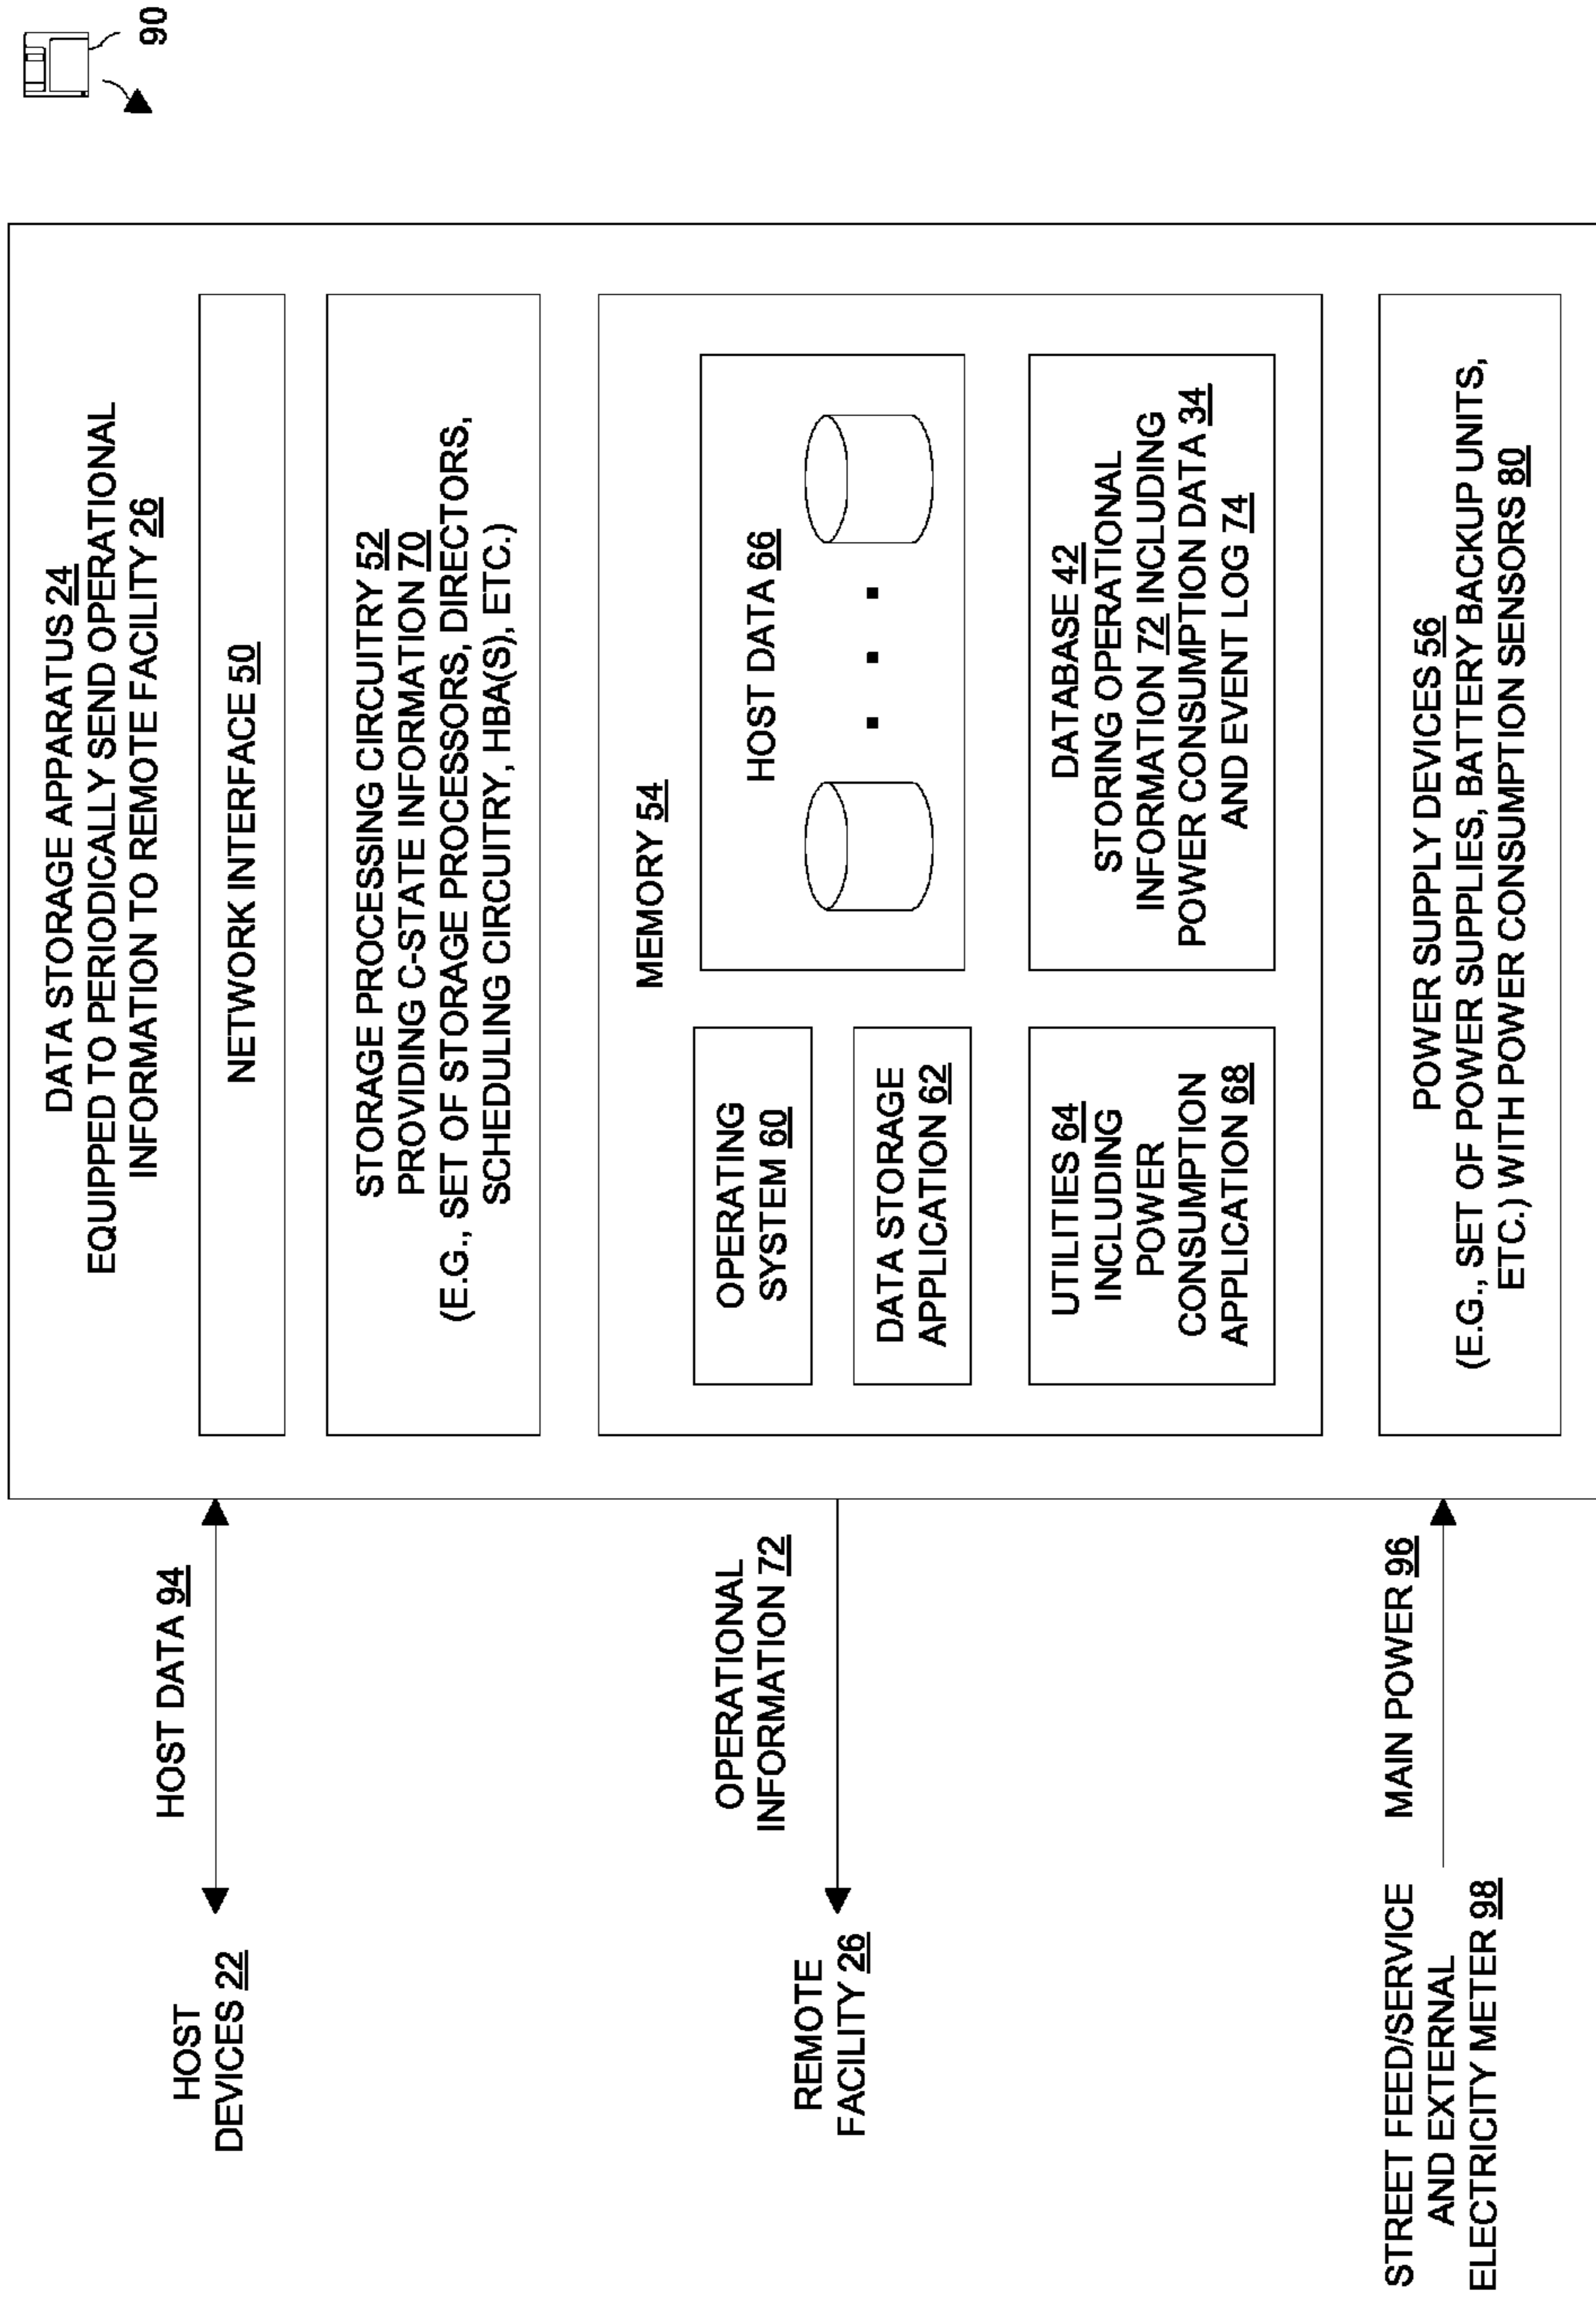 90
DATA STORAGE APPARATUS 24
EQUIPPED TO PERIODICALLY SEND OPERATIONAL
INFORMATION TO REMOTE FACILITY 26
NETWORK INTERFACE 50
STORAGE PROCESSING CIRCUITRY 52
PROVIDING C-STATE INFORMATION 70
(E.G., SET OF STORAGE PROCESSORS, DIRECTORS,
SCHEDULING CIRCUITRY, HBA(S), ETC.)
MEMORY 54
OPERATING
SYSTEM 60
DATA STORAGE
APPLICATION 62
HOST DATA 66
UTILITIES 64
INCLUDING
POWER
CONSUMPTION
APPLICATION 68
DATABASE 42
STORING OPERATIONAL
INFORMATION 72 INCLUDING
POWER CONSUMPTION DATA 34
AND EVENT LOG 74
POWER SUPPLY DEVICES 56
(E.G., SET OF POWER SUPPLIES, BATTERY BACKUP UNITS,
ETC.) WITH POWER CONSUMPTION SENSORS 80
HOST DATA 94
HOST
DEVICES 22
OPERATIONAL
INFORMATION 72
REMOTE
FACILITY 26
MAIN POWER 96
STREET FEED/SERVICE
AND EXTERNAL
ELECTRICITY METER 98